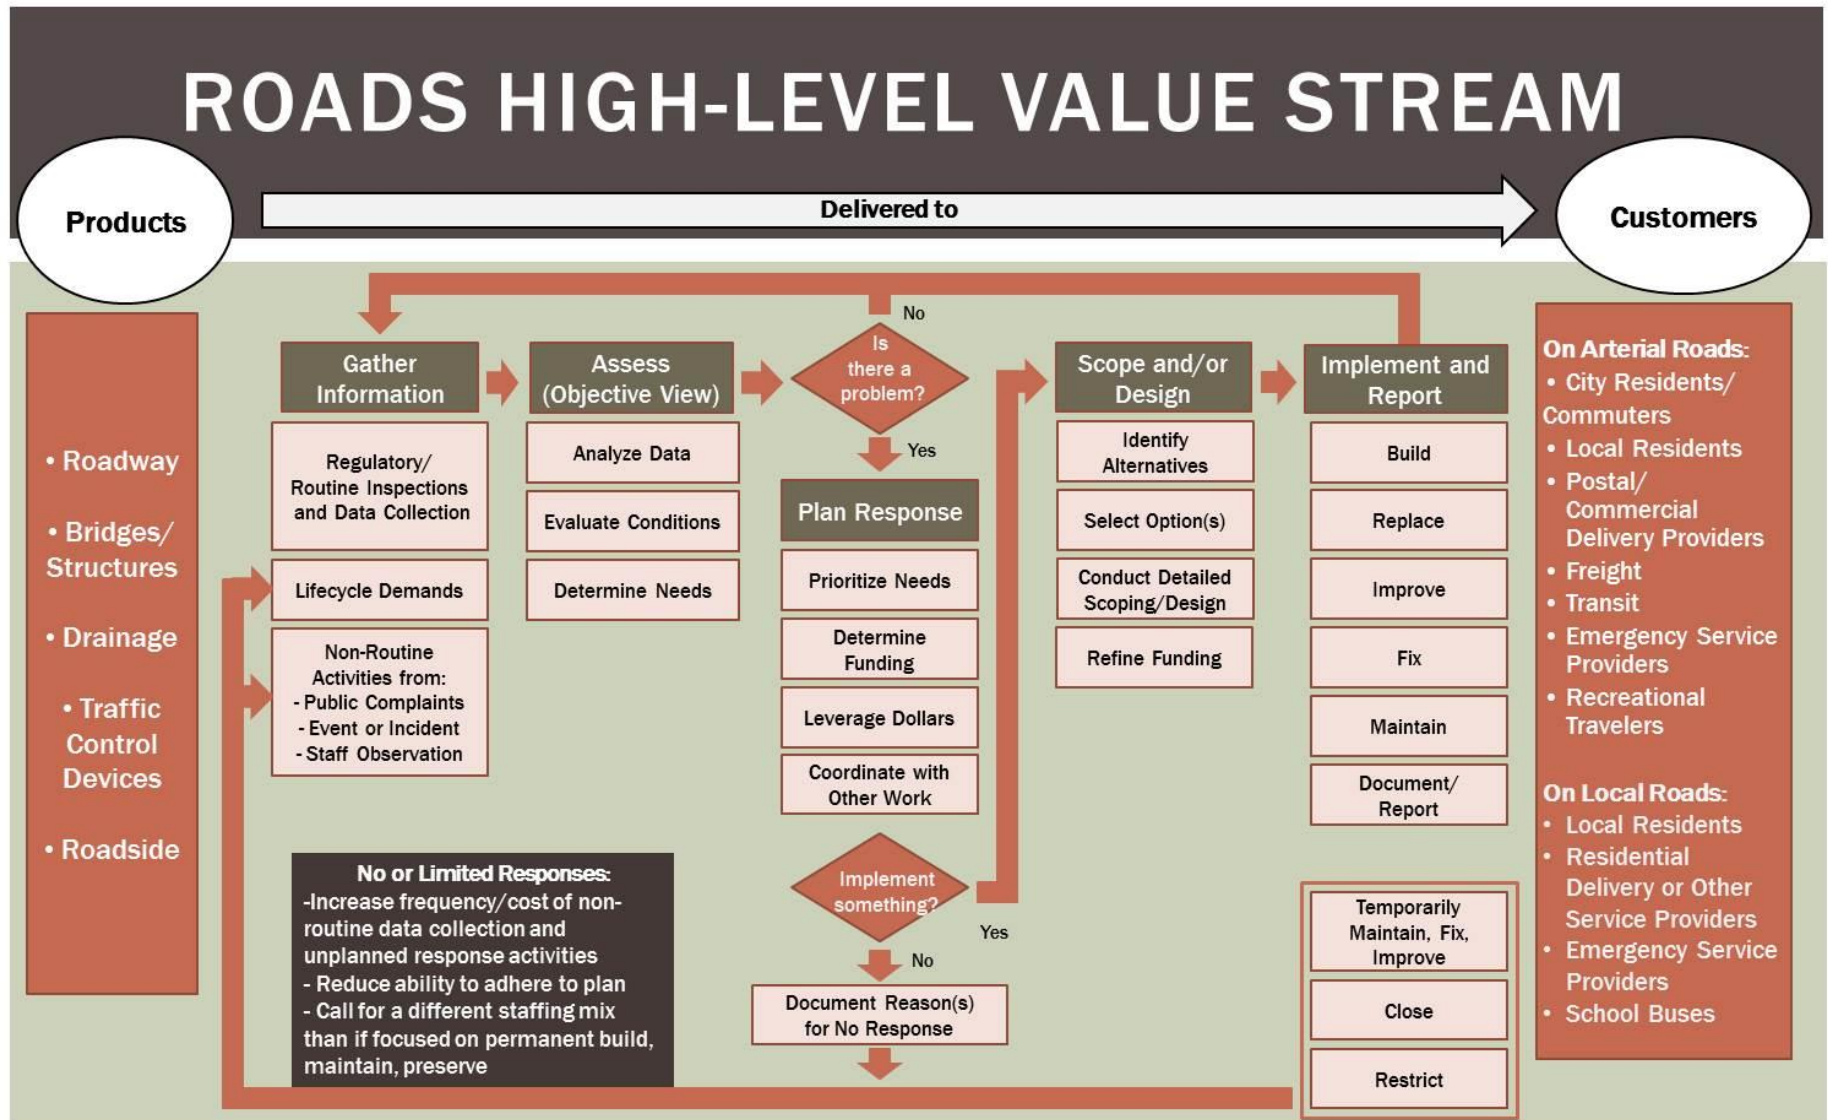 ROADS HIGH-LEVEL VALUE STREAM
Products
Delivered to
Customers
• Roadway
• Bridges/
Structures
• Drainage
• Traffic
Control
Devices
• Roadside
Gather
Information
Regulatory/
Routine Inspections
and Data Collection
Lifecycle Demands
Non-Routine
Activities from:
- Public Complaints
- Event or Incident
- Staff Observation
Assess
(Objective View)
Analyze Data
Evaluate Conditions
Determine Needs
No
Is
there a
problem?
Yes
Plan Response
Prioritize Needs
Determine
Funding
Leverage Dollars
Coordinate with
Other Work
Implement
something?
Yes
No
Document Reason(s)
for No Response
Scope and/or
Design
Identify
Alternatives
Select Option(s)
Conduct Detailed
Scoping/Design
Refine Funding
Implement and
Report
Build
Replace
Improve
Fix
Maintain
Document/
Report
Temporarily
Maintain, Fix,
Improve
Close
Restrict
No or Limited Responses:
-Increase frequency/cost of non-
routine data collection and
unplanned response activities
- Reduce ability to adhere to plan
- Call for a different staffing mix
than if focused on permanent build,
maintain, preserve
On Arterial Roads:
• City Residents/
Commuters
• Local Residents
• Postal/
Commercial
Delivery Providers
• Freight
• Transit
• Emergency Service
Providers
• Recreational
Travelers
On Local Roads:
• Local Residents
• Residential
Delivery or Other
Service Providers
• Emergency Service
Providers
• School Buses